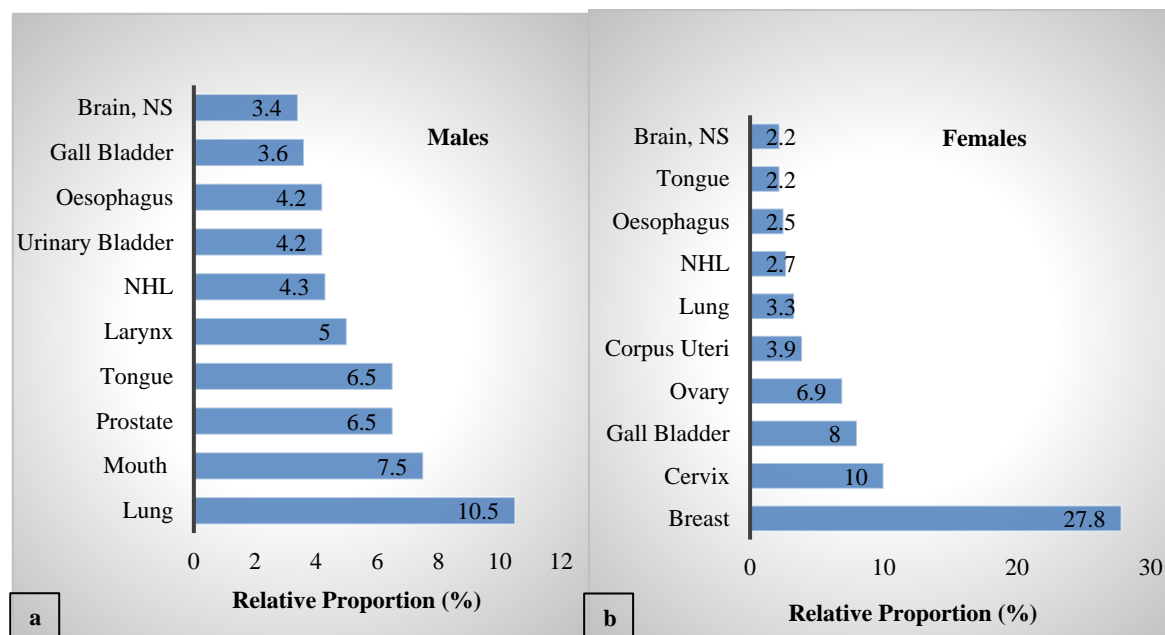 Males
Brain, NS 3.4
Gall Bladder 3.6
Oesophagus 4.2
Urinary Bladder 4.2
NHL 4.3
Larynx 5
Tongue 6.5
Prostate 6.5
Mouth 7.5
Lung 10.5
0 2 4 6 8 10 12
Relative Proportion (%)
a
Females
Brain, NS 2.2
Tongue 2.2
Oesophagus 2.5
NHL 2.7
Lung 3.3
Corpus Uteri 3.9
Ovary 6.9
Gall Bladder 8
Cervix 10
Breast 27.8
0 10 20 30
Relative Proportion (%)
b